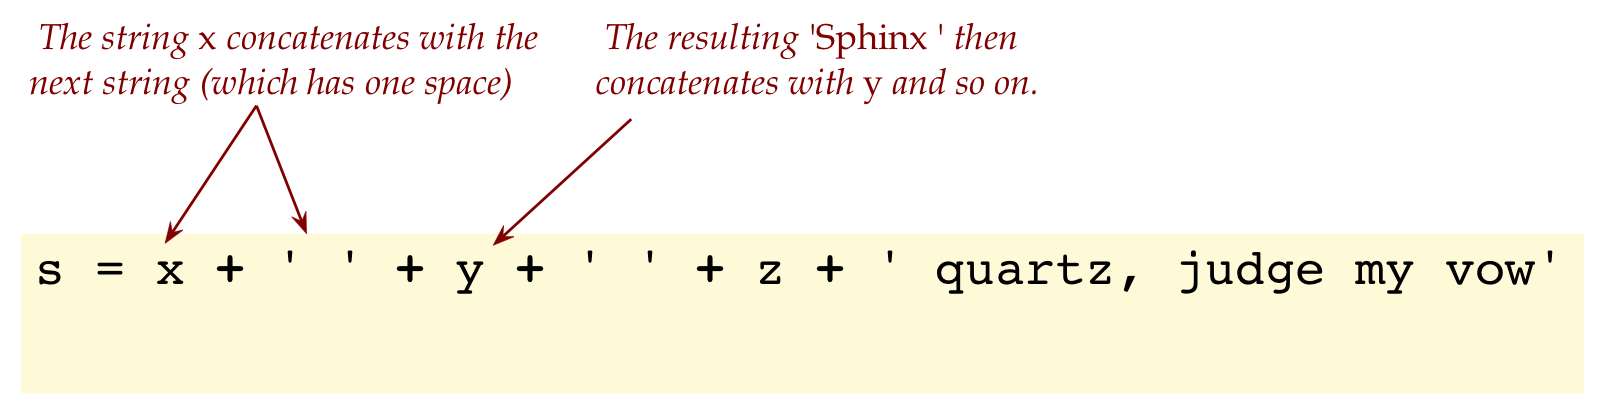 The string x concatenates with the
next string (which has one space)
The resulting 'Sphinx ' then
concatenates with y and so on.
s = x + ' ' + y + ' ' + z + ' quartz, judge my vow'